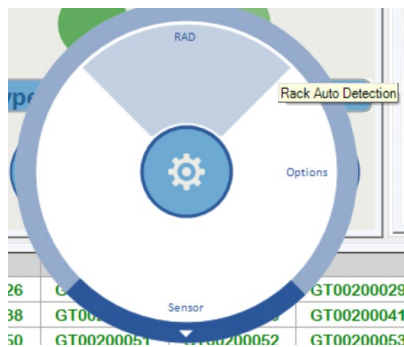 RAD
Rack Auto Detection
Options
Sensor
26 GT00200029
38 GT00200041
50 GT00200051 GT00200052 GT00200053